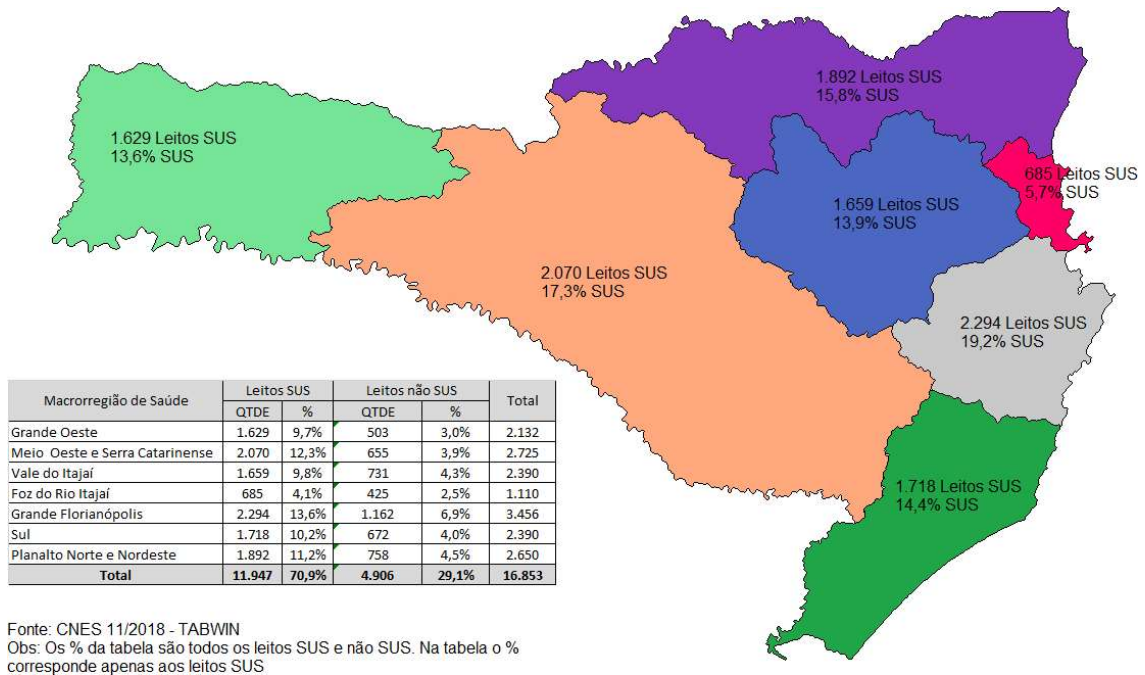 1.892 Leitos SUS
15,8% SUS
1.629 Leitos SUS
13,6% SUS
685 Leitos SUS
5,7% SUS
1.659 Leitos SUS
13,9% SUS
2.070 Leitos SUS
17,3% SUS
2.294 Leitos SUS
19,2% SUS
1.718 Leitos SUS
14,4% SUS
Macrorregião de Saúde Leitos SUS Leitos não SUS Total
QTDE % QTDE %
Grande Oeste 1.629 9,7% 503 3,0% 2.132
Meio Oeste e Serra Catarinense 2.070 12,3% 655 3,9% 2.725
Vale do Itajaí 1.659 9,8% 731 4,3% 2.390
Foz do Rio Itajaí 685 4,1% 425 2,5% 1.110
Grande Florianópolis 2.294 13,6% 1.162 6,9% 3.456
Sul 1.718 10,2% 672 4,0% 2.390
Planalto Norte e Nordeste 1.892 11,2% 758 4,5% 2.650
Total 11.947 70,9% 4.906 29,1% 16.853
Fonte: CNES 11/2018 - TABWIN
Obs: Os % da tabela são todos os leitos SUS e não SUS. Na tabela o %
corresponde apenas aos leitos SUS